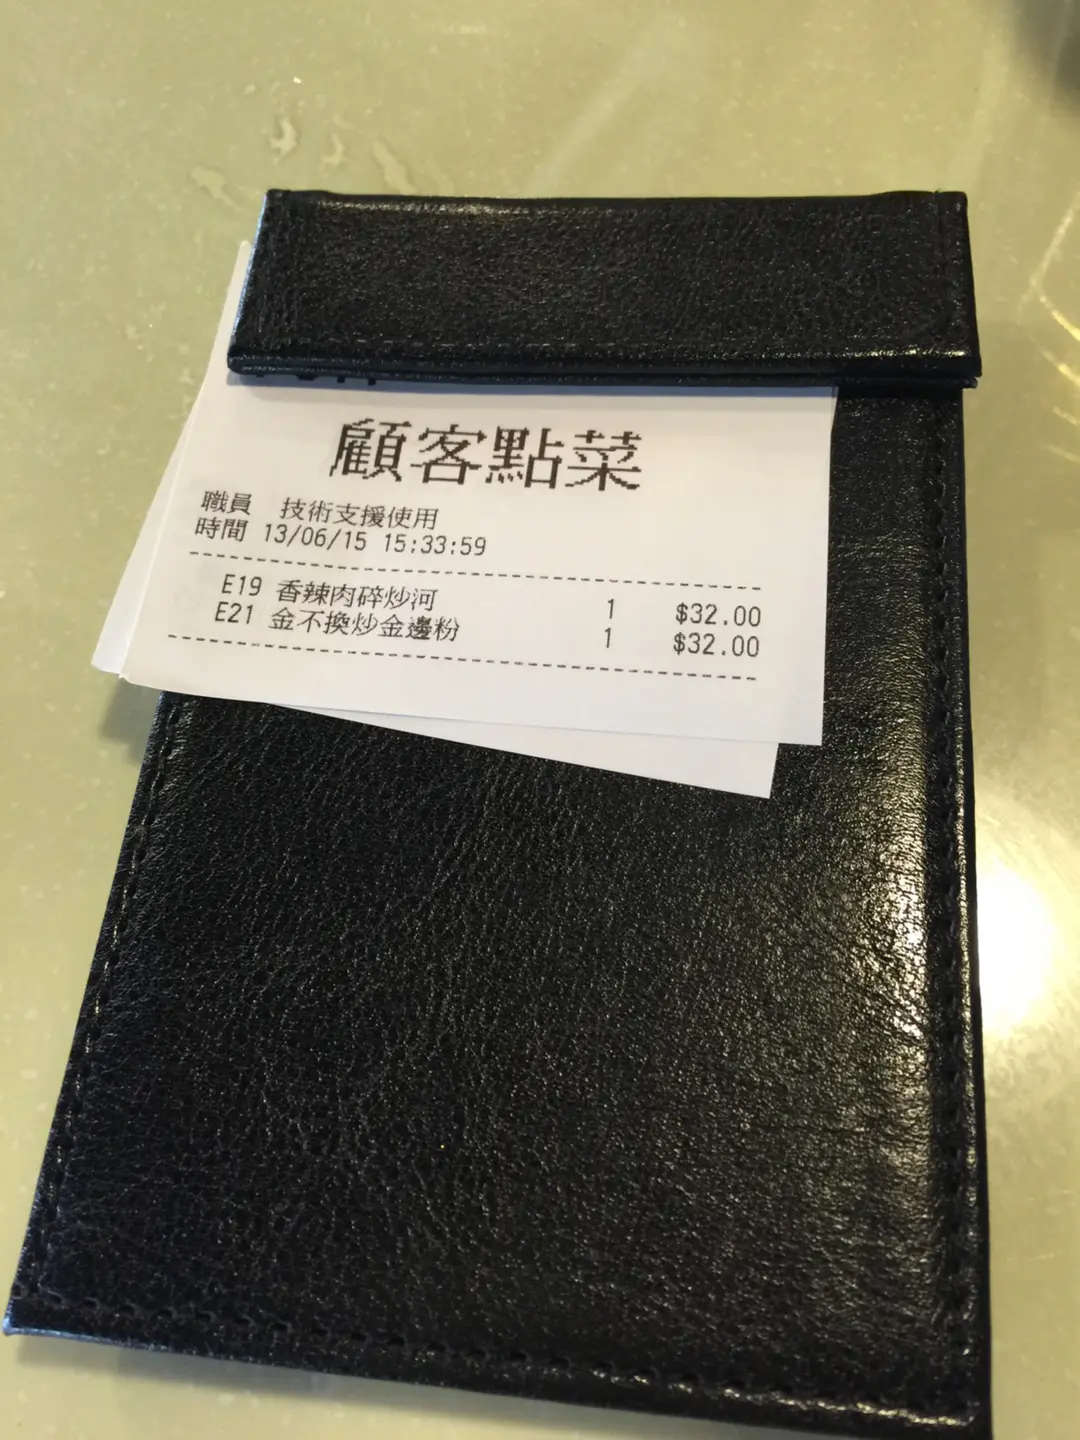 顧客點菜
職員 技術支援使用
時間 13/06/15 15:33:59
E19 香辣肉碎炒河 1 $32.00
E21 金不換炒金邊粉 1 $32.00